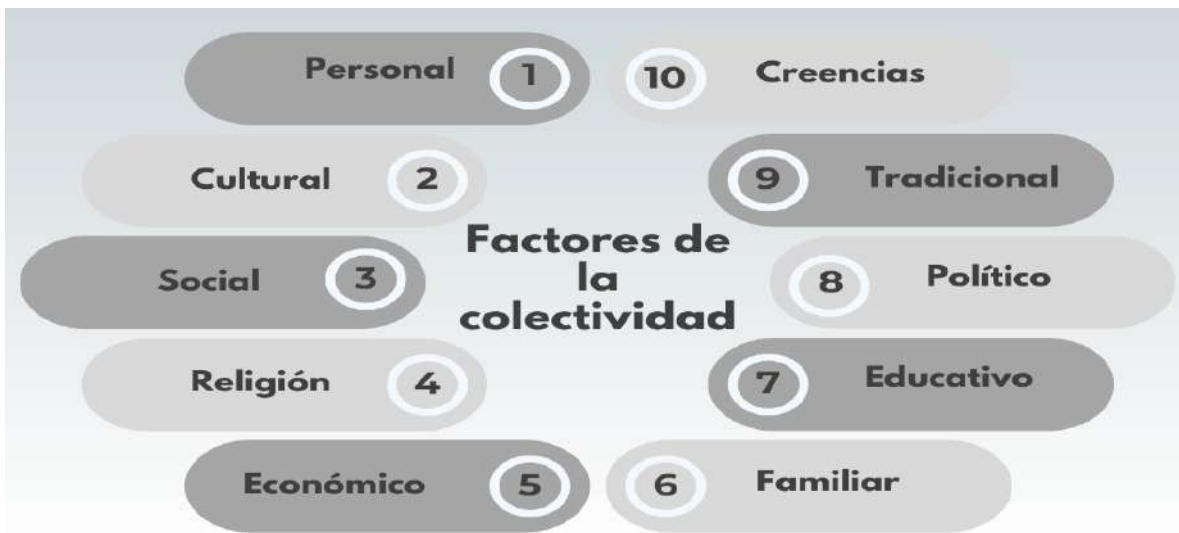 Personal 1
10 Creencias
Cultural 2
9 Tradicional
Factores de
la
colectividad
Social 3
8 Político
Religión 4
7 Educativo
Económico 5
6 Familiar